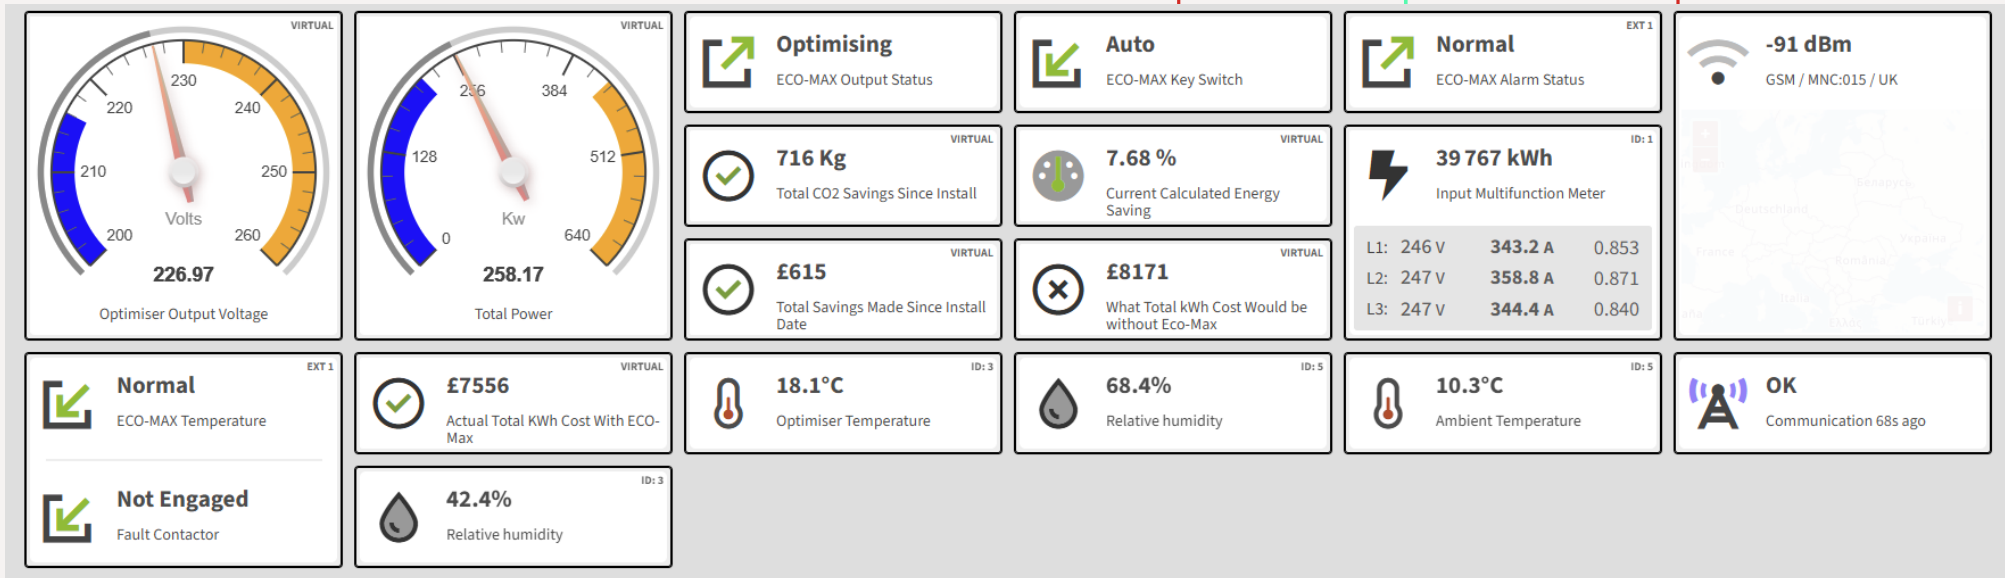 VIRTUAL
230
220
240
210
250
Volts
200
260
226.97
Optimiser Output Voltage
VIRTUAL
256
384
128
512
Kw
0
640
258.17
Total Power
Optimising
ECO-MAX Output Status
Auto
ECO-MAX Key Switch
EXT 1
Normal
ECO-MAX Alarm Status
-91 dBm
GSM / MNC:015 / UK
VIRTUAL
716 Kg
Total CO2 Savings Since Install
VIRTUAL
7.68 %
Current Calculated Energy
Saving
ID: 1
39 767 kWh
Input Multifunction Meter
L1: 246 V 343.2 A 0.853
L2: 247 V 358.8 A 0.871
L3: 247 V 344.4 A 0.840
Беларусь
Deutschland
Україна
France
România
Italia
Türkiye
VIRTUAL
£615
Total Savings Made Since Install
Date
VIRTUAL
£8171
What Total kWh Cost Would be
without Eco-Max
EXT 1
Normal
ECO-MAX Temperature
Not Engaged
Fault Contactor
VIRTUAL
£7556
Actual Total KWh Cost With ECO-
Max
ID: 3
18.1°C
Optimiser Temperature
ID: 5
68.4%
Relative humidity
ID: 5
10.3°C
Ambient Temperature
OK
Communication 68s ago
ID: 3
42.4%
Relative humidity